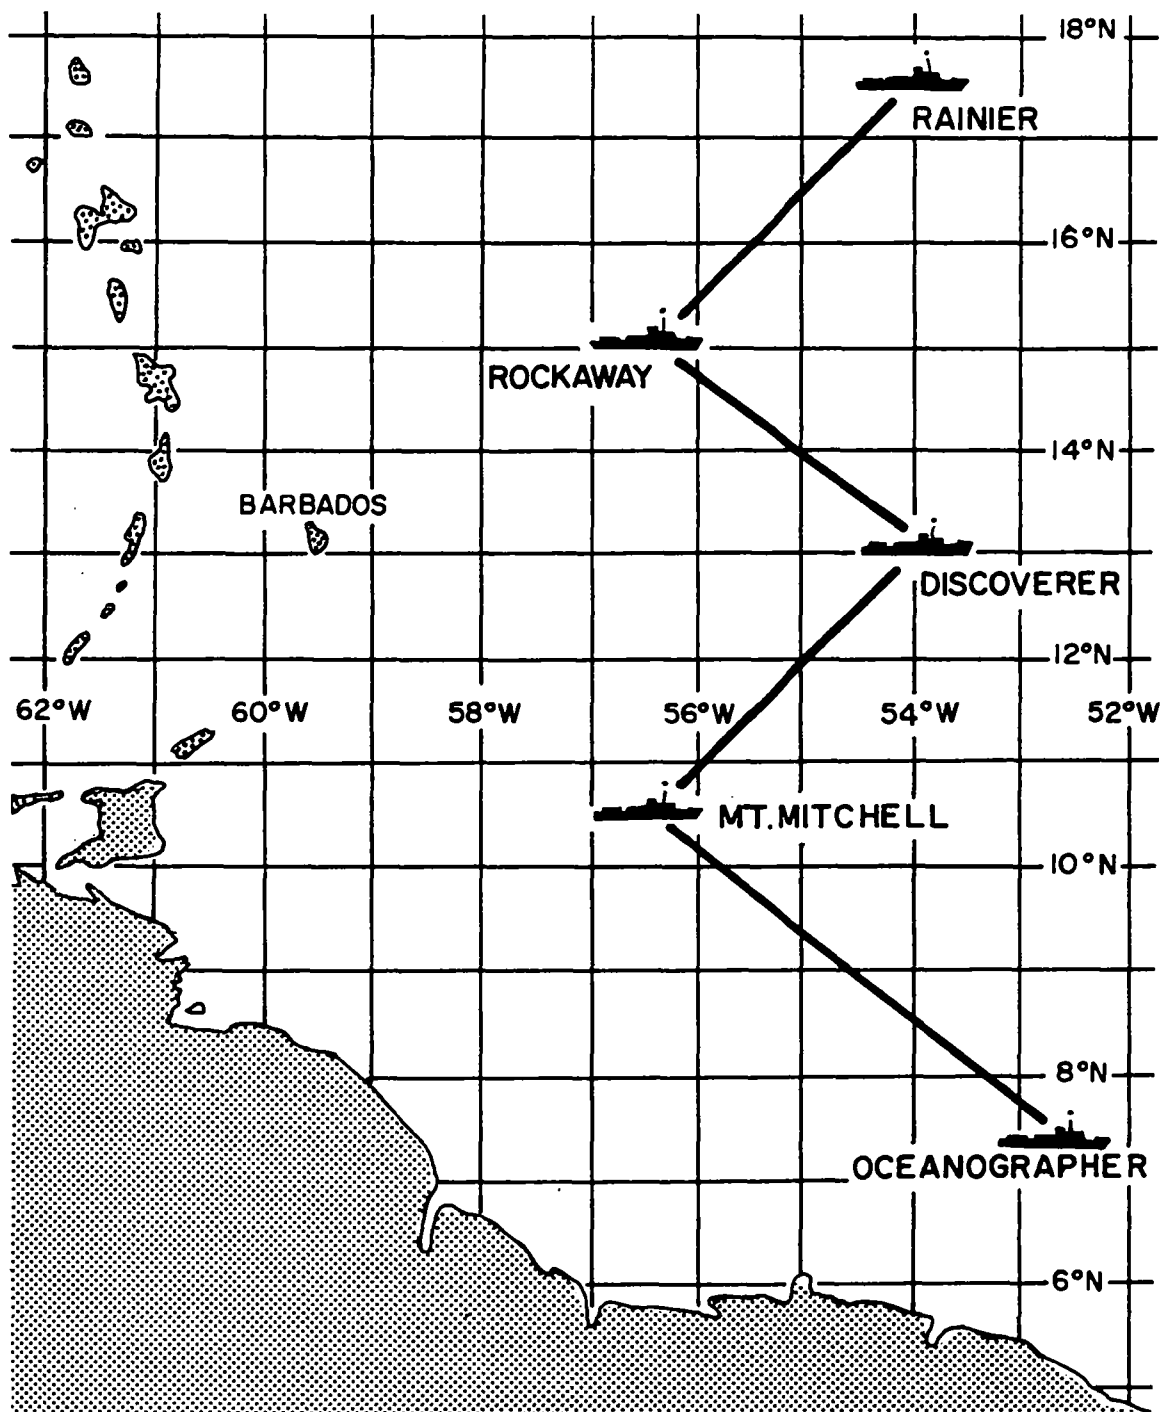 18°N
RAINIER
16°N
ROCKAWAY
14°N
BARBADOS
DISCOVERER
12°N
62°W 60°W 58°W 56°W 54°W 52°W
MT. MITCHELL
10°N
8°N
OCEANOGRAPHER
6°N